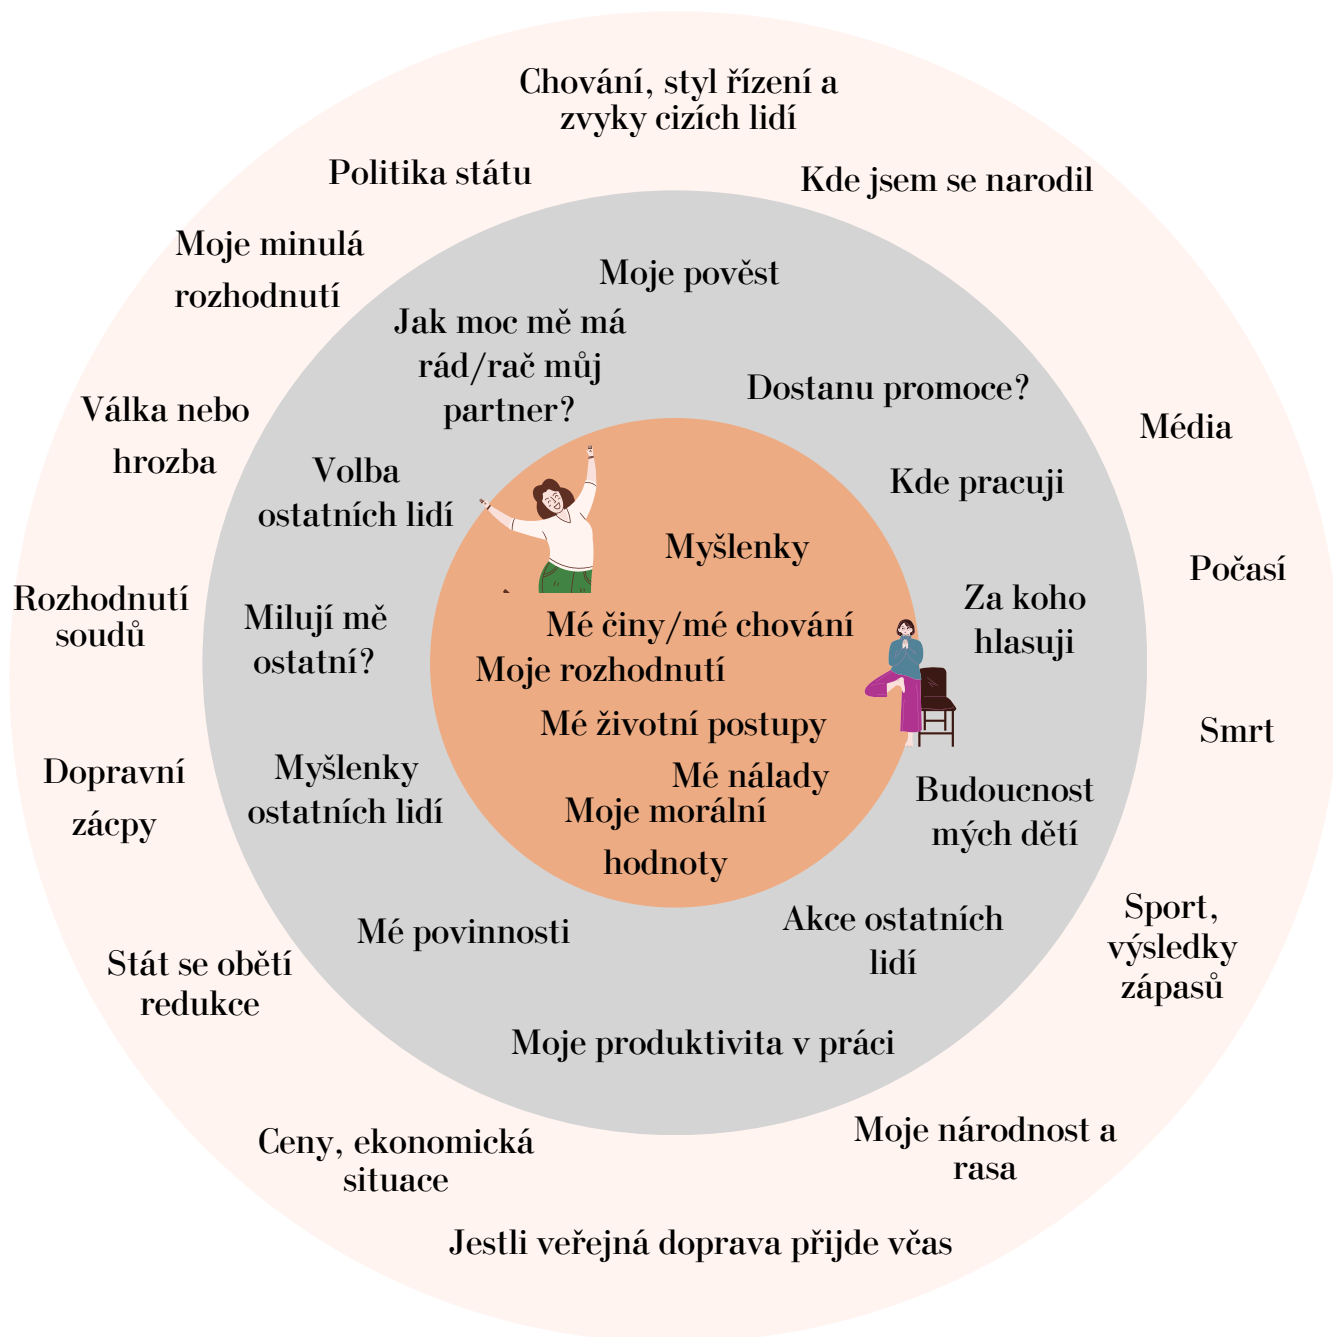 Chování, styl řízení a
zvyky cizích lidí
Politika státu
Kde jsem se narodil
Moje minulá
rozhodnutí
Moje pověst
Jak moc mě má
rád/rač můj
partner?
Dostanu promoce?
Válka nebo
hrozba
Média
Volba
ostatních lidí
Kde pracuji
Myšlenky
Počasí
Rozhodnutí
soudů
Milují mě
ostatní?
Mé činy/mé chování
Za koho
hlasuji
Moje rozhodnutí
Mé životní postupy
Smrt
Dopravní
zácpy
Myšlenky
ostatních lidí
Mé nálady
Moje morální
hodnoty
Budoucnost
mých dětí
Mé povinnosti
Akce ostatních
lidí
Sport,
výsledky
zápasů
Stát se obětí
redukce
Moje produktivita v práci
Ceny, ekonomická
situace
Moje národnost a
rasa
Jestli veřejná doprava přijde včas